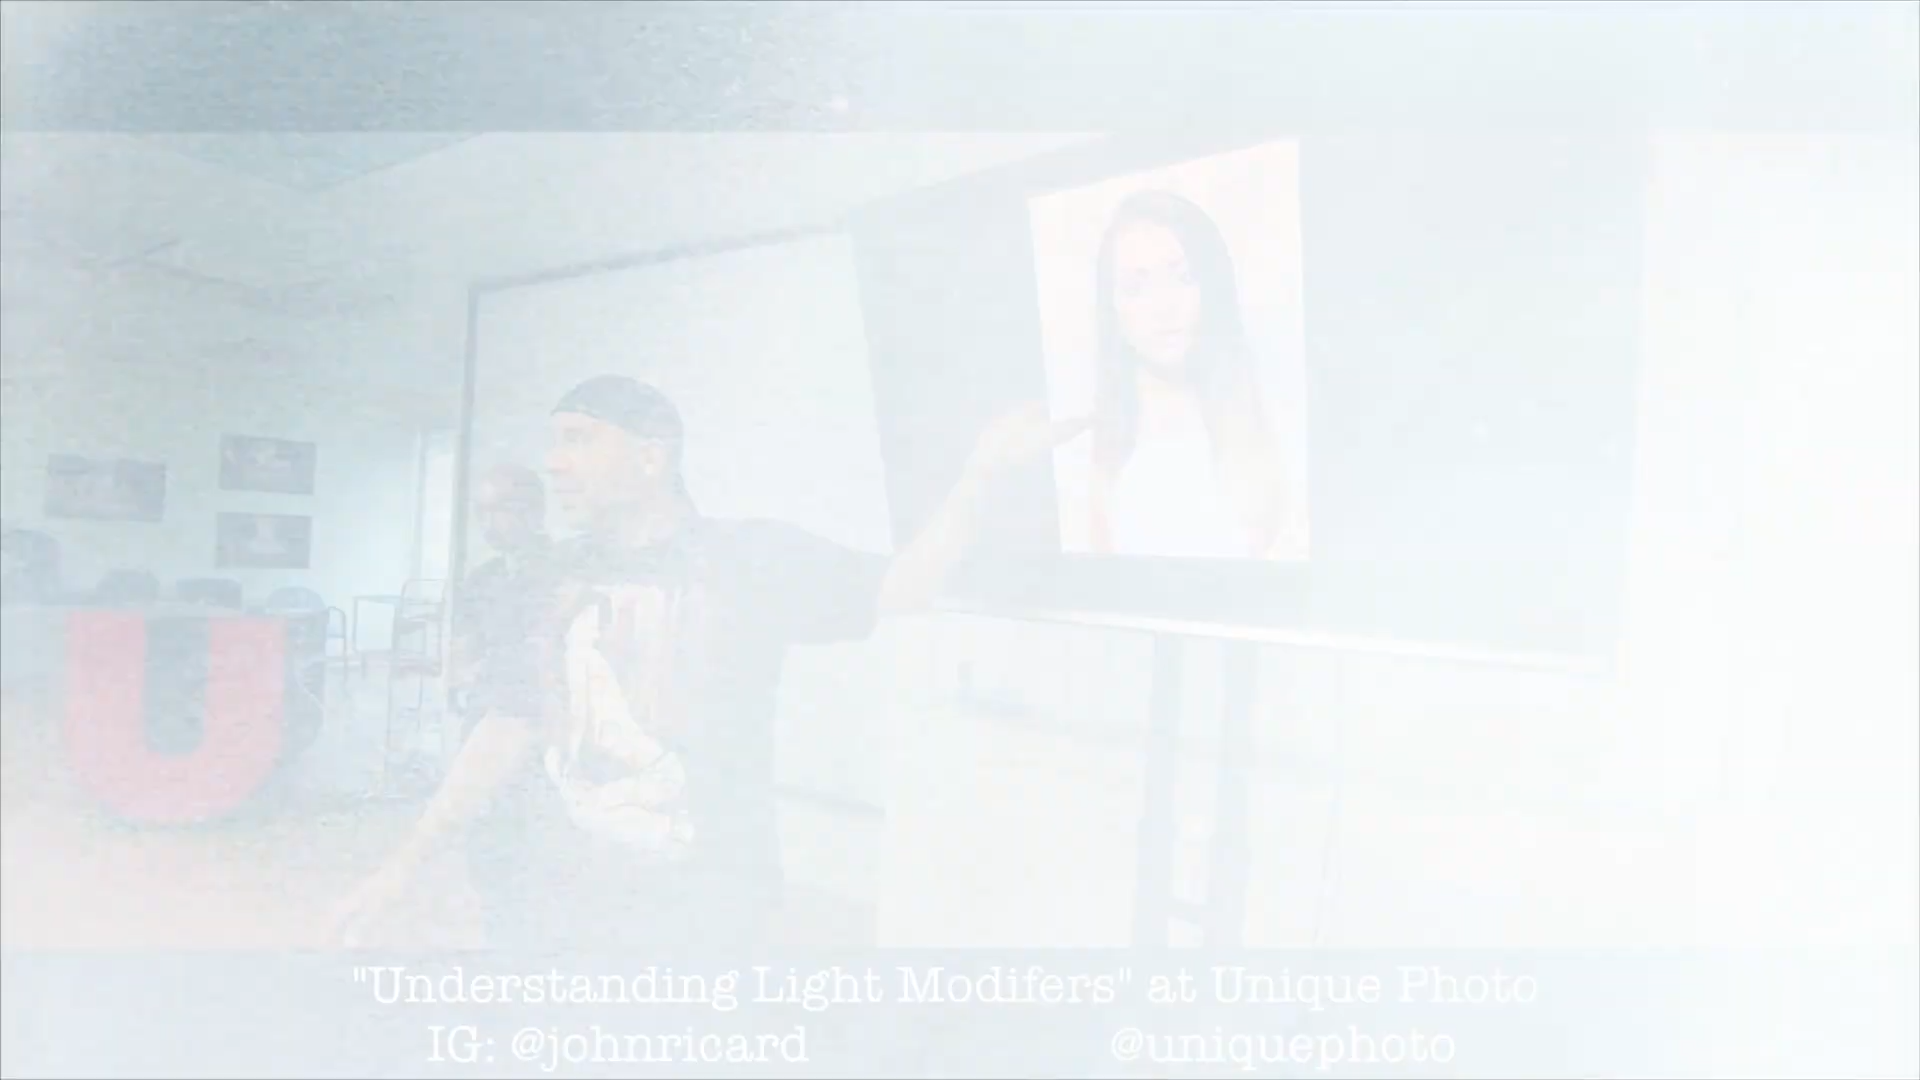 U
"Understanding Light Modifers" at Unique Photo
IG: @johnricard @uniquephoto